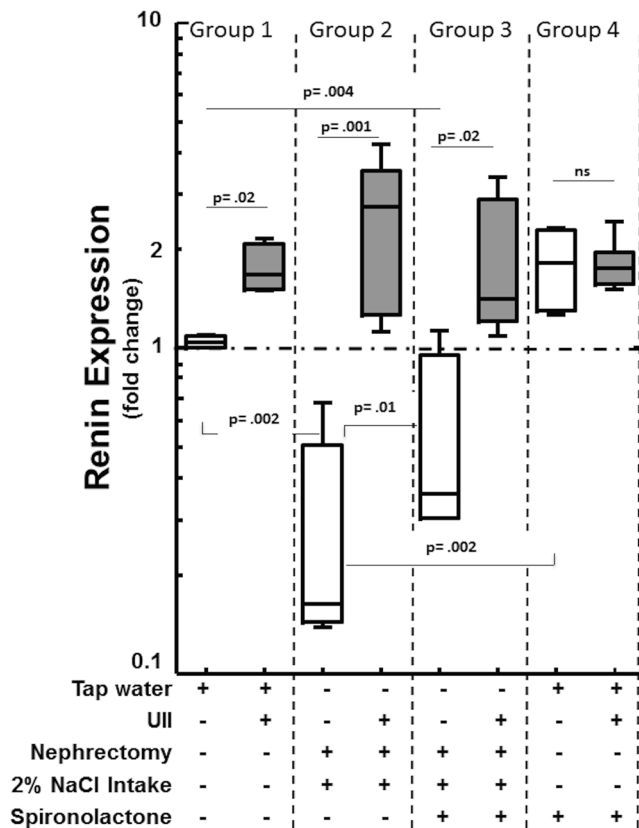 10
Group 1 Group 2 Group 3 Group 4
p= .004
p= .001
p= .02
ns
p= .02
Renin Expression
(fold change)
2
1
p= .002
p= .01
p= .002
0.1
Tap water + + - - - - + +
UII - + - + - + - +
Nephrectomy - - + + + + - -
2% NaCl Intake - - + + + + - -
Spironolactone - - - - + + + +